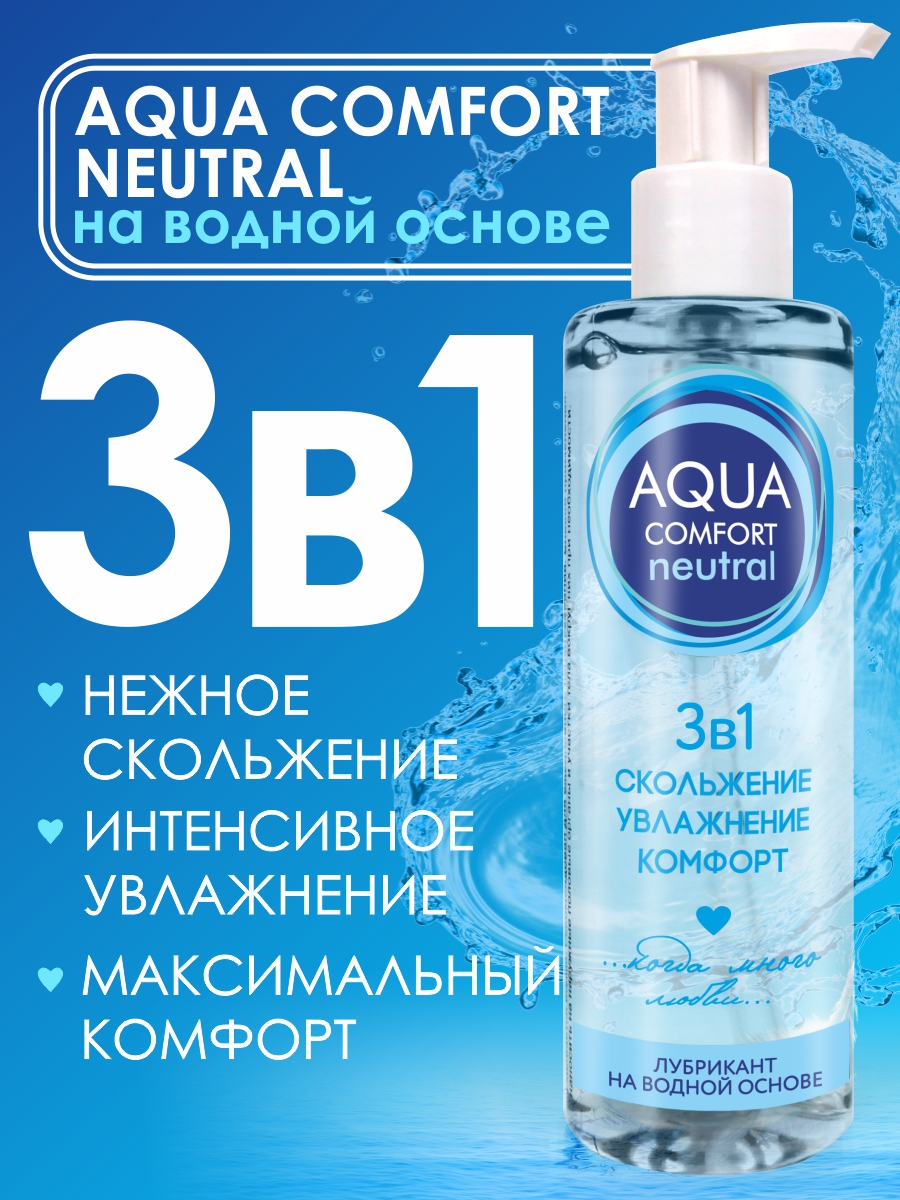 AQUA COMFORT
NEUTRAL
на водной основе
3в1
НЕЖНОЕ
СКОЛЬЖЕНИЕ
ИНТЕНСИВНОЕ
УВЛАЖНЕНИЕ
МАКСИМАЛЬНЫЙ
КОМФОРТ
AQUA
COMFORT
neutral
3в1
СКОЛЬЖЕНИЕ
УВЛАЖНЕНИЕ
КОМФОРТ
...когда много
любви...
ЛУБРИКАНТ
НА ВОДНОЙ ОСНОВЕ